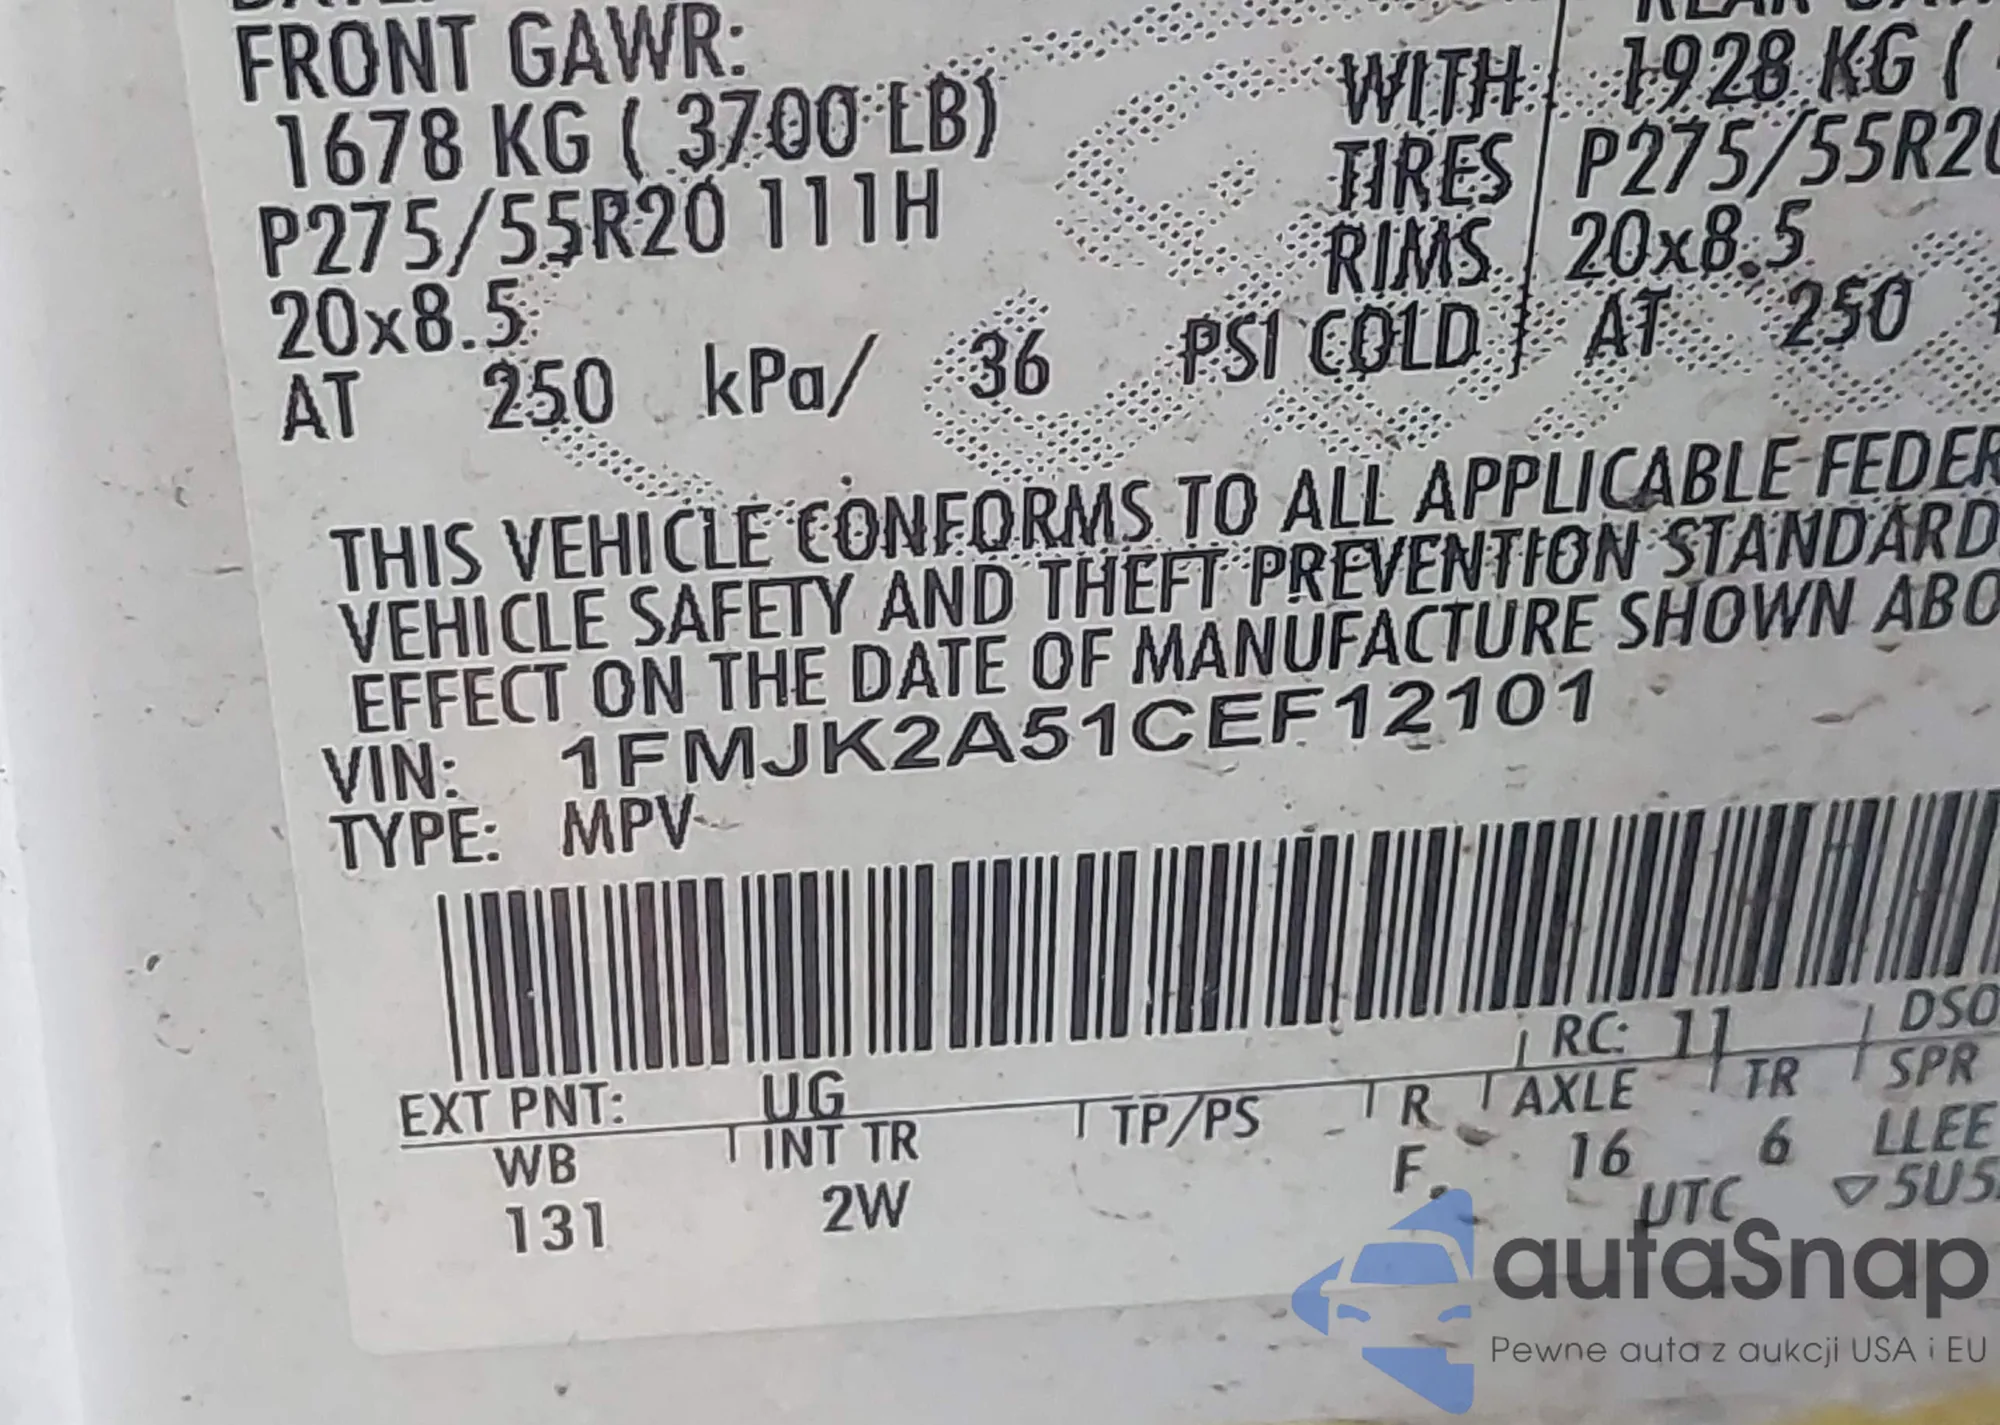 FRONT GAWR:
1678 KG ( 3700 LB)
P275/55R20 111H
20x8.5
AT 250 kPa/ 36 PSI COLD
WITH
TIRES
RIMS
1928 KG (
P275/55R20
20x8.5
AT 250
THIS VEHICLE CONFORMS TO ALL APPLICABLE FEDER
VEHICLE SAFETY AND THEFT PREVENTION STANDARD
EFFECT ON THE DATE OF MANUFACTURE SHOWN ABO
VIN: 1FMJK2A51CEF12101
TYPE: MPV
EXT PNT: UG RC: 11 DSO
WB INT TR TP/PS R AXLE TR SPR
131 2W F 16 6 LLEE
UTC ▽5U5
autaSnap
Pewne auta z aukcji USA i EU